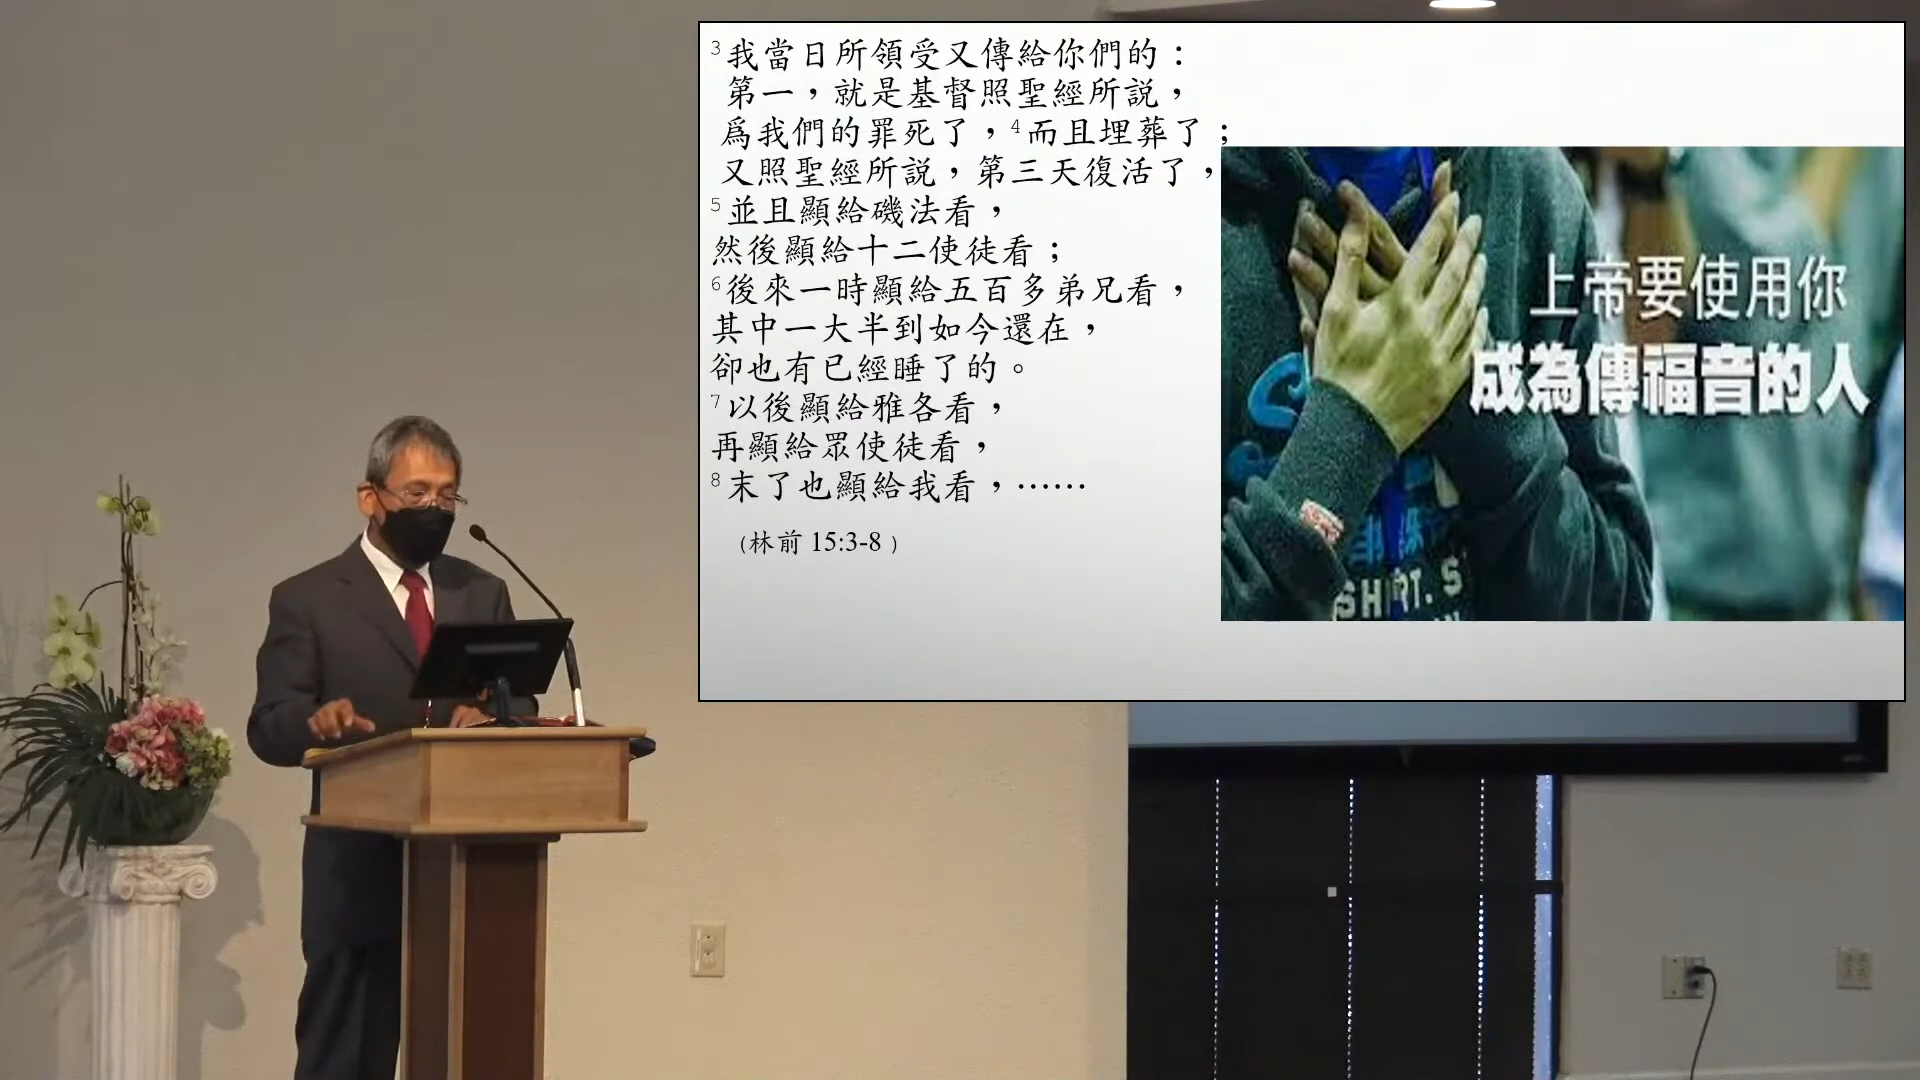 3我當日所領受又傳給你們的：
第一，就是基督照聖經所說，
爲我們的罪死了，4而且埋葬了；
又照聖經所說，第三天復活了，
5並且顯給磯法看，
然後顯給十二使徒看；
6後來一時顯給五百多弟兄看，
其中一大半到如今還在，
卻也有已經睡了的。
7以後顯給雅各看，
再顯給眾使徒看，
8末了也顯給我看，……
（林前 15:3-8）
上帝要使用你
成為傳福音的人